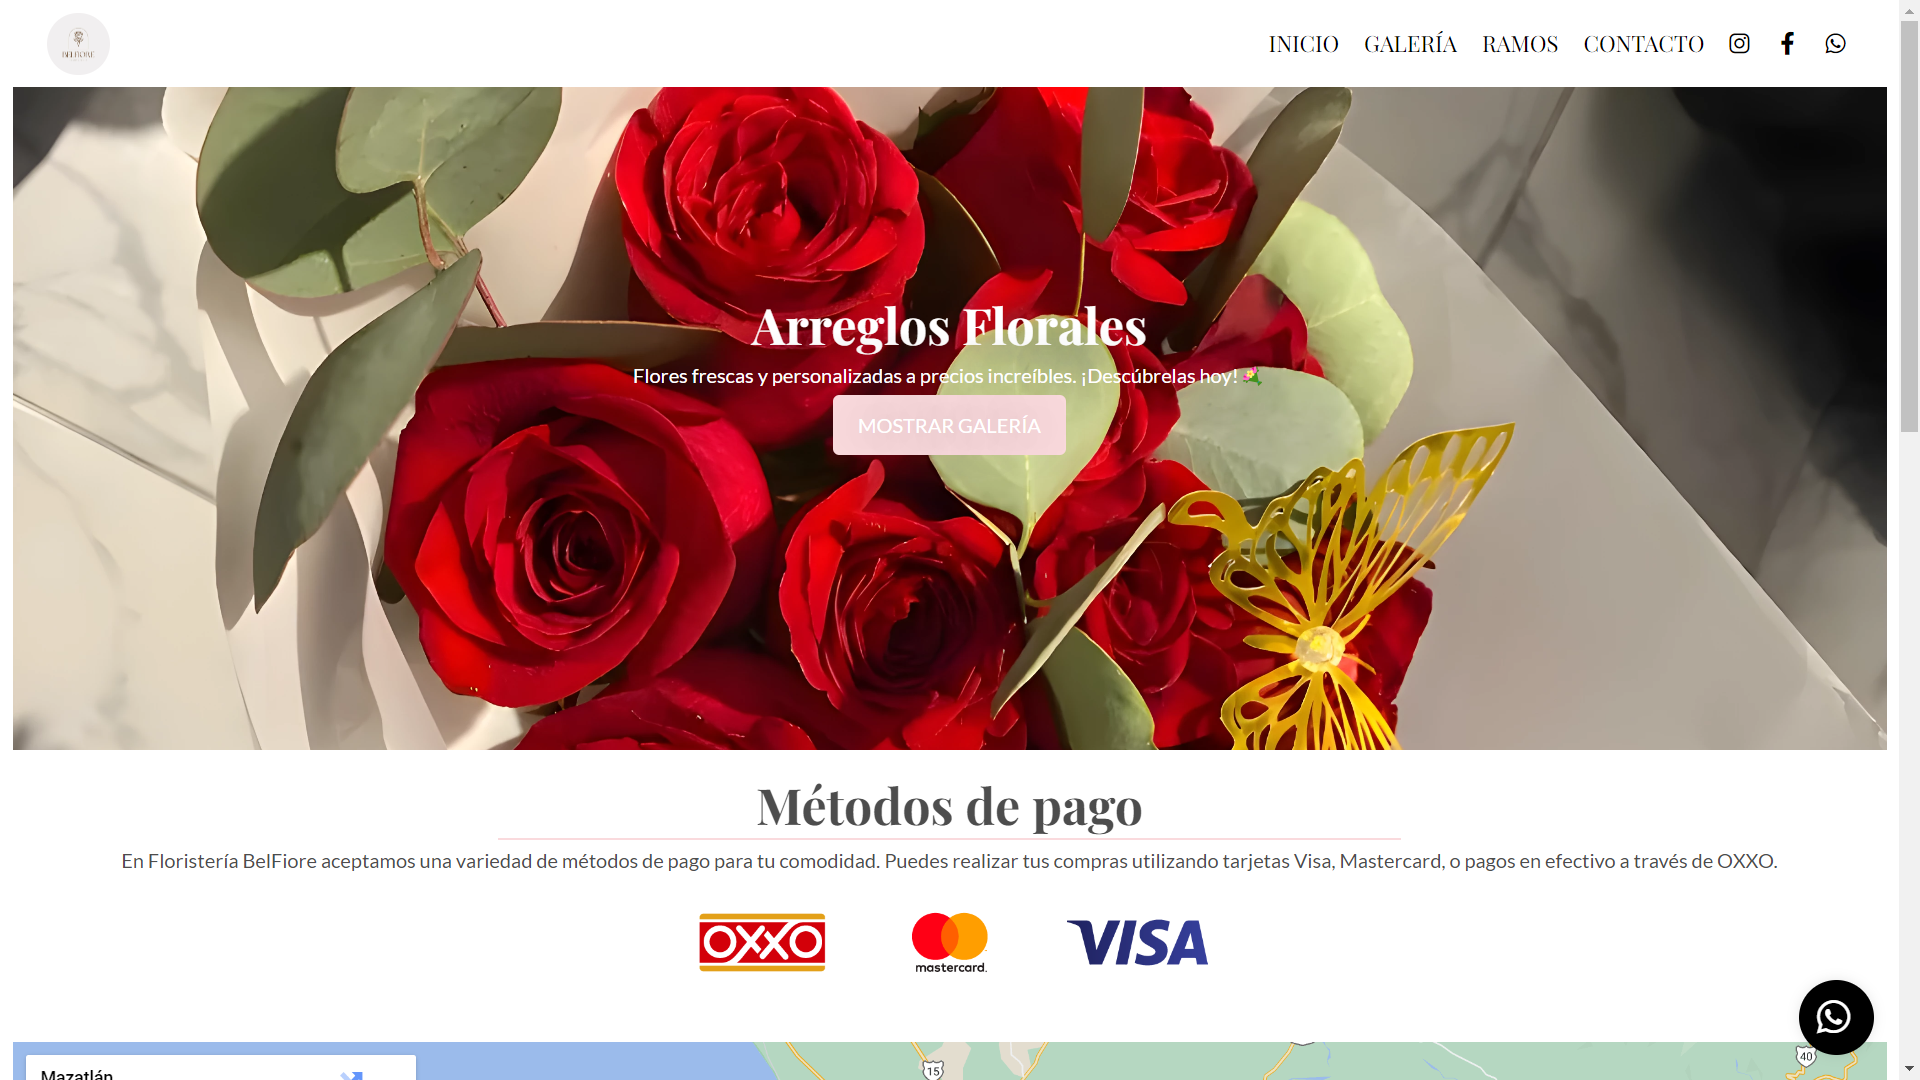 BELFIORE
INICIO GALERÍA RAMOS CONTACTO
Arreglos Florales
Flores frescas y personalizadas a precios increíbles. ¡Descúbrelas hoy! 💐
MOSTRAR GALERÍA
Métodos de pago
En Floristería BelFiore aceptamos una variedad de métodos de pago para tu comodidad. Puedes realizar tus compras utilizando tarjetas Visa, Mastercard, o pagos en efectivo a través de OXXO.
OXXO mastercard. VISA
Mazatlán
15
40